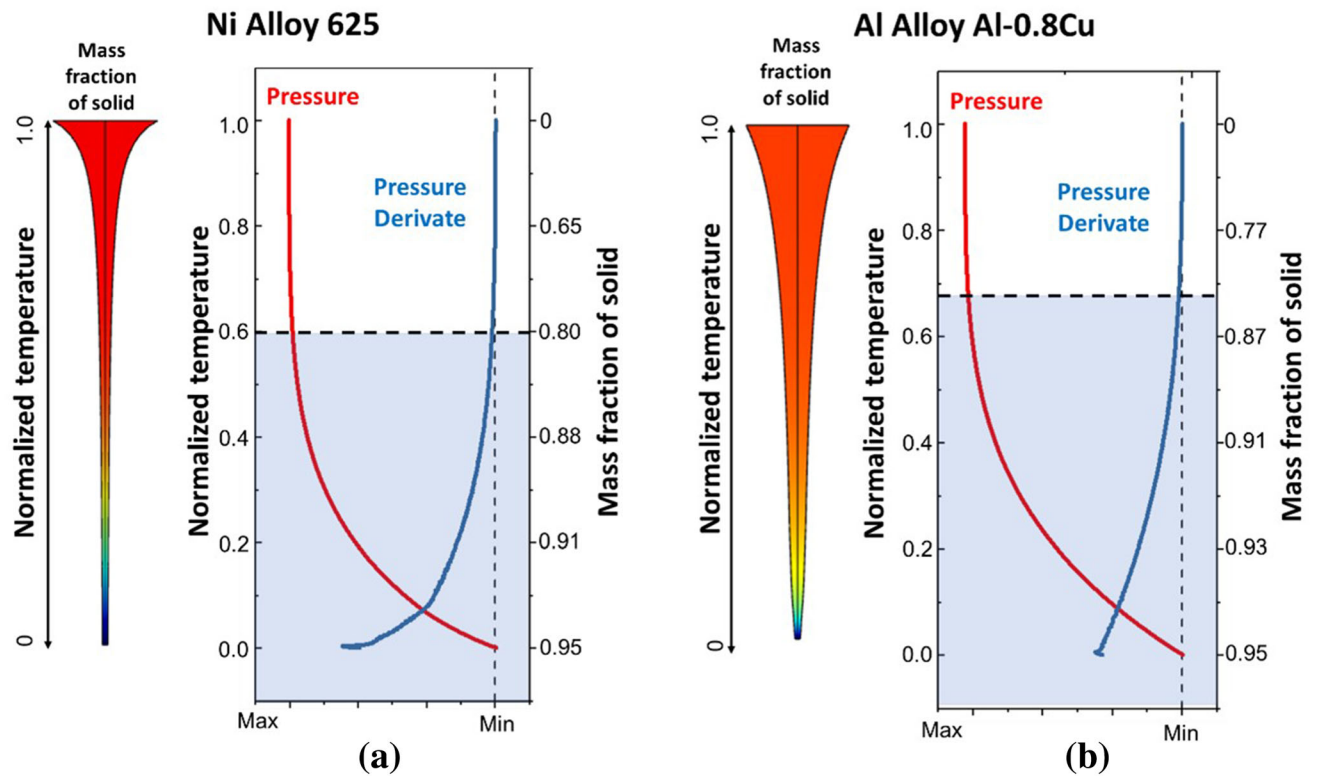 Ni Alloy 625
Mass
fraction
of solid
1.0
Normalized temperature
0
Normalized temperature
1.0
0.8
0.6
0.4
0.2
0.0
Pressure
Pressure
Derivate
0
0.65
0.80
0.88
0.91
0.95
Mass fraction of solid
Max
Min
(a)
Al Alloy Al-0.8Cu
Mass
fraction
of solid
1.0
Normalized temperature
0
Normalized temperature
1.0
0.8
0.6
0.4
0.2
0.0
Pressure
Pressure
Derivate
0
0.77
0.87
0.91
0.93
0.95
Mass fraction of solid
Max
Min
(b)